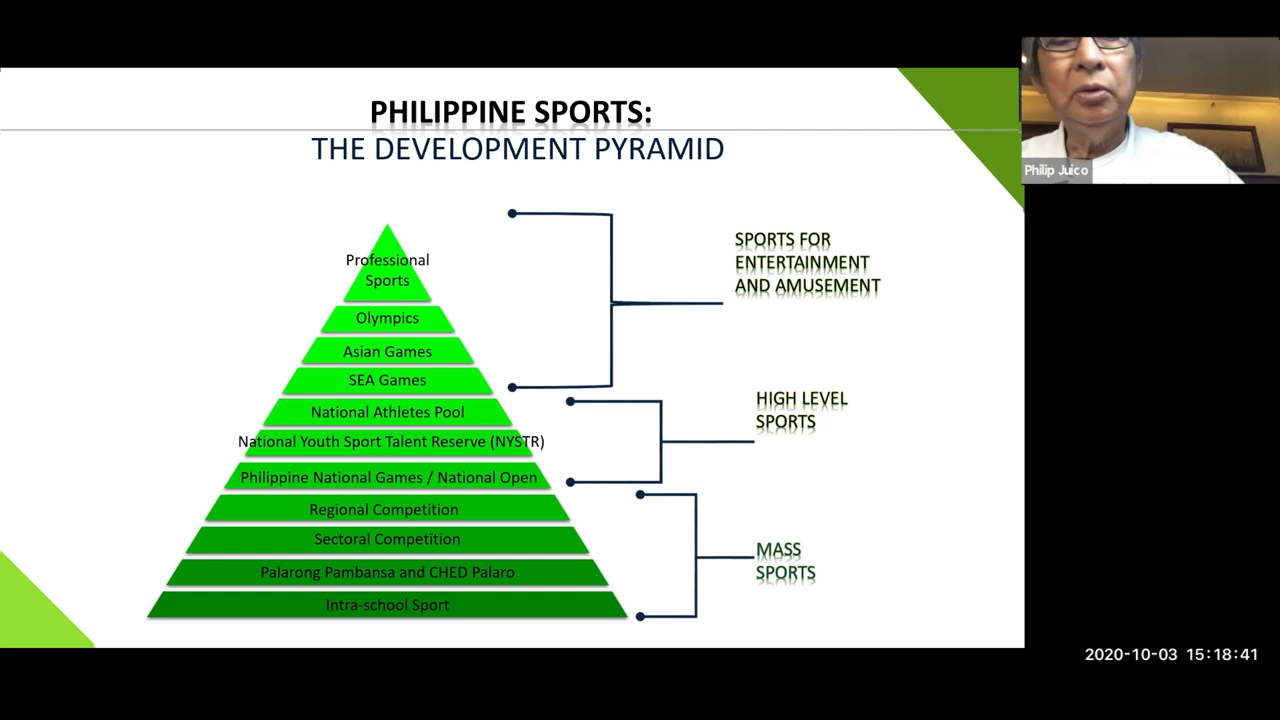 PHILIPPINE SPORTS:
THE DEVELOPMENT PYRAMID
Philip Juico
Professional
Sports
Olympics
Asian Games
SEA Games
National Athletes Pool
National Youth Sport Talent Reserve (NYSTR)
Philippine National Games / National Open
Regional Competition
Sectoral Competition
Palarong Pambansa and CHED Palaro
Intra-school Sport
SPORTS FOR
ENTERTAINMENT
AND AMUSEMENT
HIGH LEVEL
SPORTS
MASS
SPORTS
2020-10-03 15:18:41